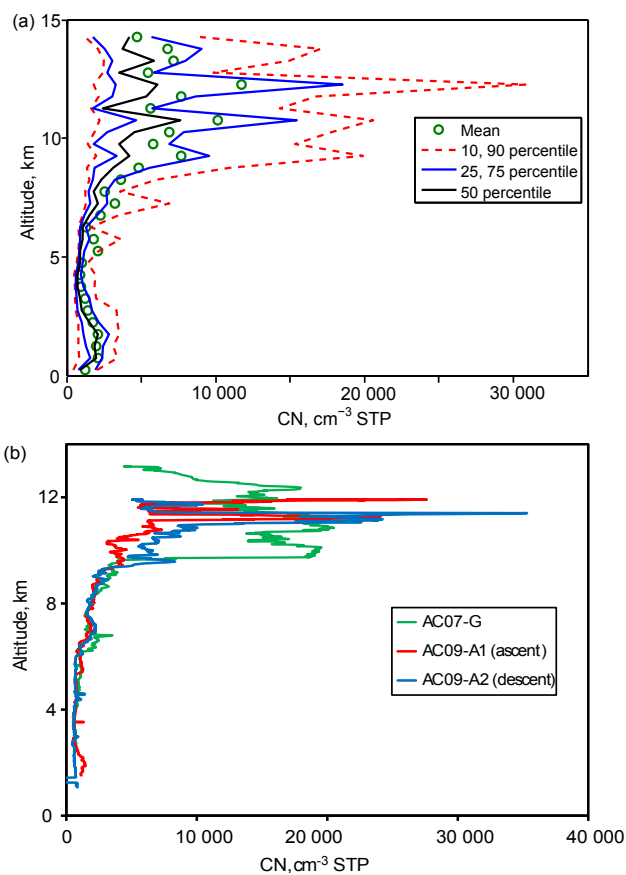 (a)
15
10
5
0
Altitude, km
Mean
10, 90 percentile
25, 75 percentile
50 percentile
0
10 000
20 000
30 000
CN, cm⁻³ STP
(b)
12
8
4
0
Altitude, km
AC07-G
AC09-A1 (ascent)
AC09-A2 (descent)
0
10 000
20 000
30 000
40 000
CN, cm⁻³ STP